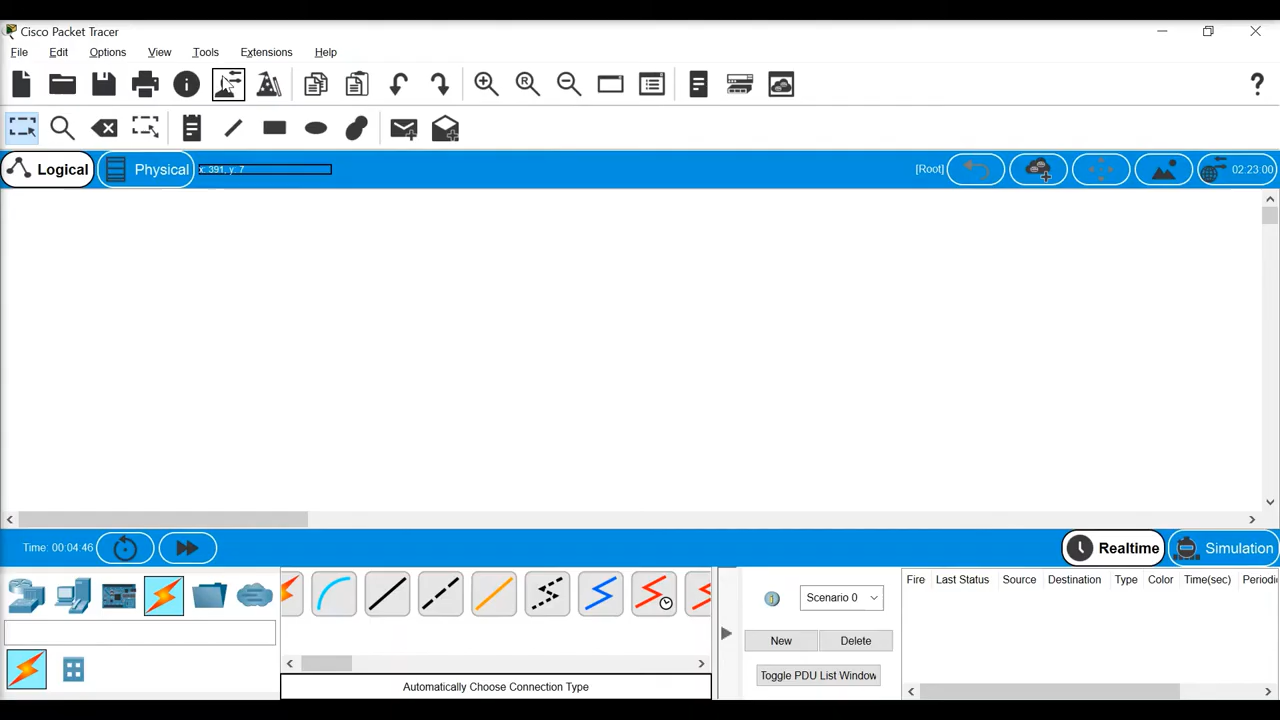 Cisco Packet Tracer
File Edit Options View Tools Extensions Help
Logical Physical x: 391, y: 7 [Root] 02:23:00
Time: 00:04:46 Realtime Simulation
Fire Last Status Source Destination Type Color Time(sec) Periodi
Scenario 0
New Delete
Toggle PDU List Window
Automatically Choose Connection Type